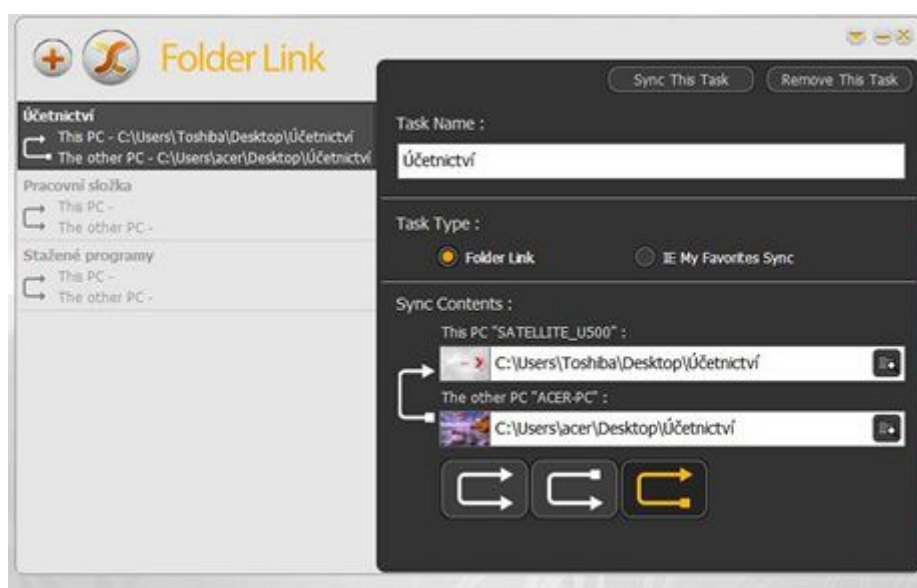 Folder Link
Účetnictví
This PC - C:\Users\Toshiba\Desktop\Účetnictví
The other PC - C:\Users\acer\Desktop\Účetnictví
Pracovní složka
This PC -
The other PC -
Stažené programy
This PC -
The other PC -
Sync This Task
Remove This Task
Task Name :
Účetnictví
Task Type :
Folder Link
IE My Favorites Sync
Sync Contents :
This PC "SATELLITE_U500" :
C:\Users\Toshiba\Desktop\Účetnictví
The other PC "ACER-PC" :
C:\Users\acer\Desktop\Účetnictví